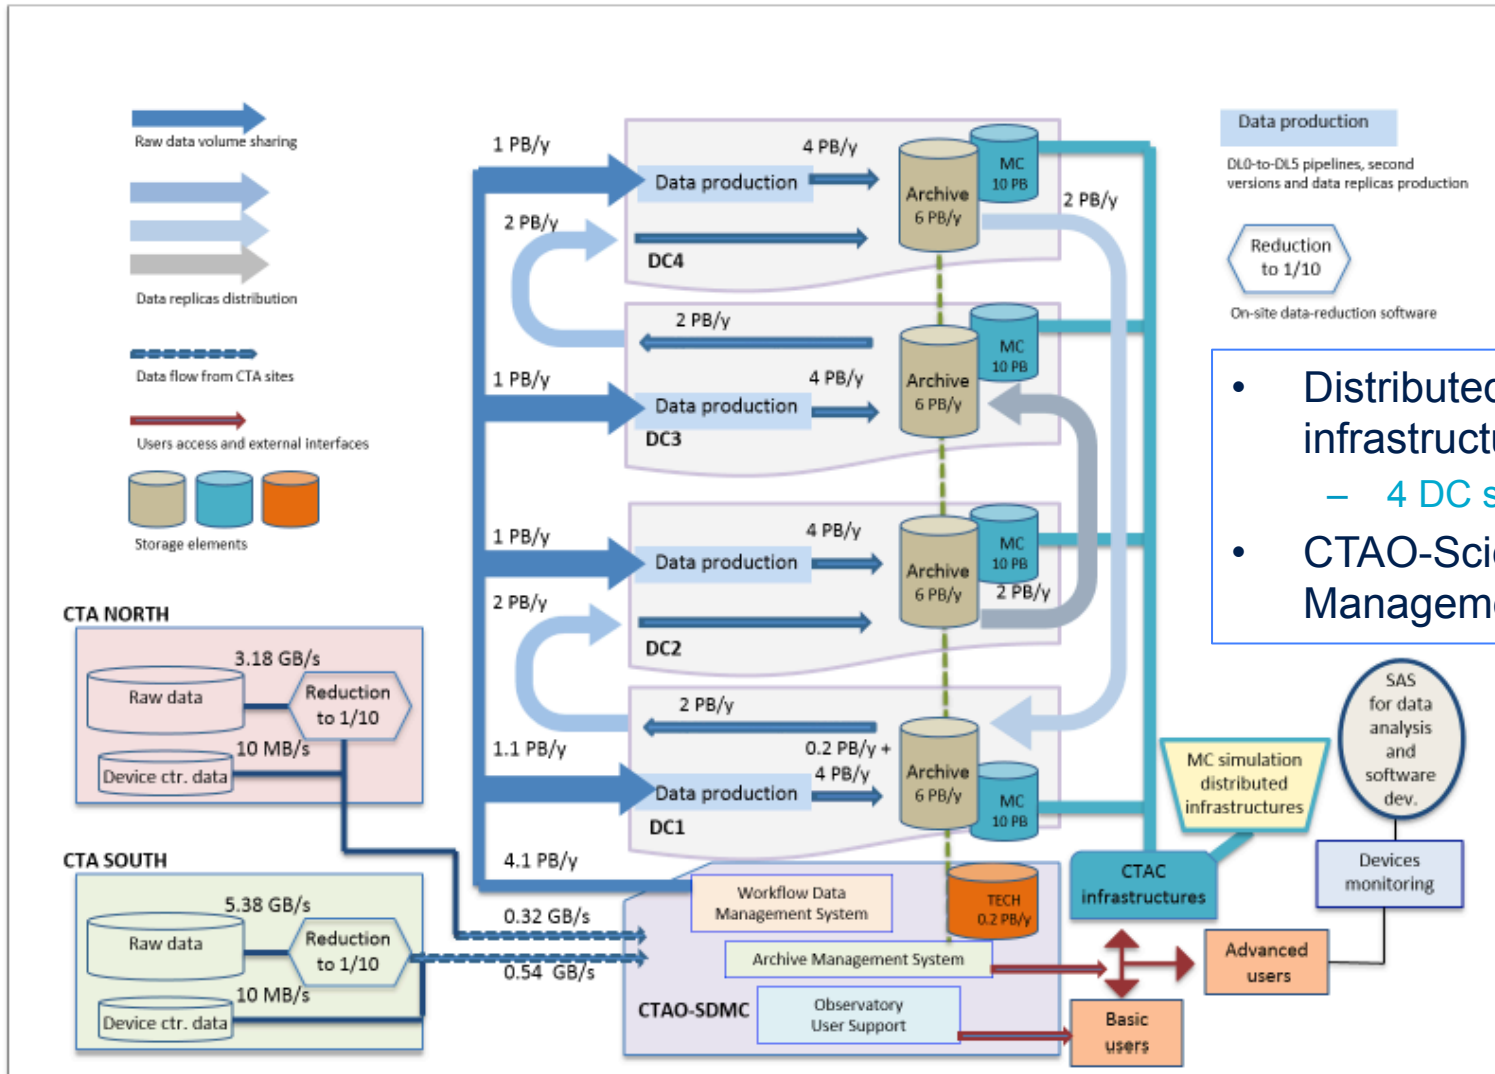 Raw data volume sharing
Data replicas distribution
Data flow from CTA sites
Users access and external interfaces
Storage elements
1 PB/y
Data production
4 PB/y
Archive
6 PB/y
MC
10 PB
2 PB/y
2 PB/y
DC4
2 PB/y
1 PB/y
Data production
4 PB/y
Archive
6 PB/y
MC
10 PB
DC3
1 PB/y
Data production
4 PB/y
Archive
6 PB/y
MC
10 PB
2 PB/y
2 PB/y
DC2
2 PB/y
1.1 PB/y
Data production
0.2 PB/y +
4 PB/y
Archive
6 PB/y
MC
10 PB
DC1
4.1 PB/y
Data production
DL0-to-DL5 pipelines, second
versions and data replicas production
Reduction
to 1/10
On-site data-reduction software
• Distributed
infrastructu
– 4 DC s
• CTAO-Scie
Manageme
CTA NORTH
3.18 GB/s
Raw data
Reduction
to 1/10
10 MB/s
Device ctr. data
CTA SOUTH
5.38 GB/s
Raw data
Reduction
to 1/10
10 MB/s
Device ctr. data
0.32 GB/s
0.54 GB/s
Workflow Data
Management System
TECH
0.2 PB/y
Archive Management System
CTAO-SDMC
Observatory
User Support
CTAC
infrastructures
MC simulation
distributed
infrastructures
SAS
for data
analysis
and
software
dev.
Devices
monitoring
Advanced
users
Basic
users